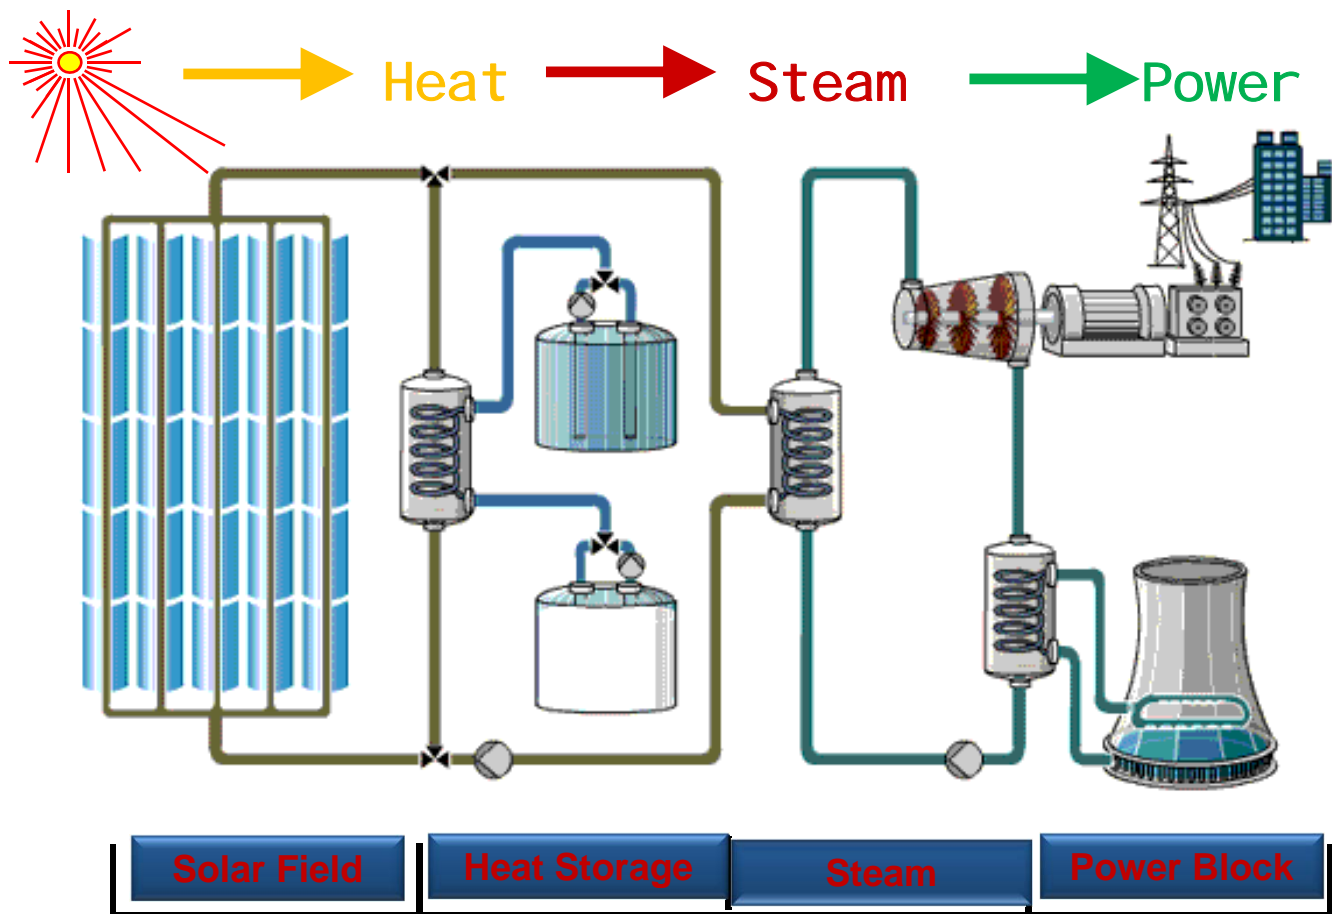 Heat
Steam
Power
Solar Field
Heat Storage
Steam
Power Block